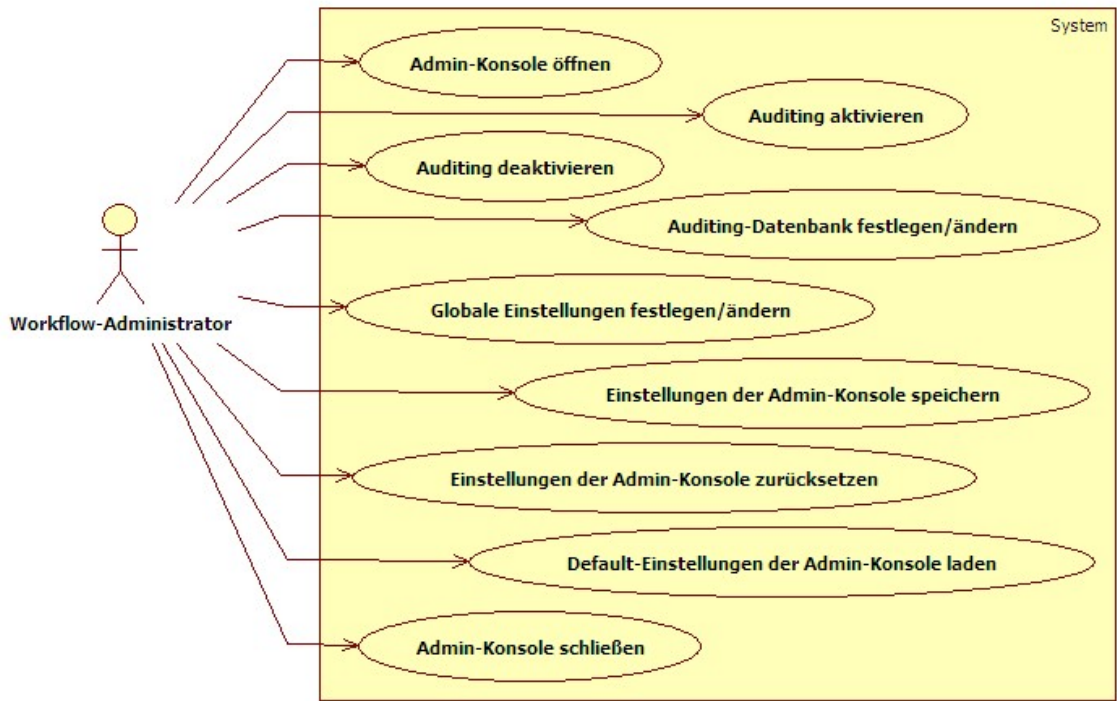 System
Admin-Konsole öffnen
Auditing aktivieren
Auditing deaktivieren
Auditing-Datenbank festlegen/ändern
Globale Einstellungen festlegen/ändern
Workflow-Administrator
Einstellungen der Admin-Konsole speichern
Einstellungen der Admin-Konsole zurücksetzen
Default-Einstellungen der Admin-Konsole laden
Admin-Konsole schließen